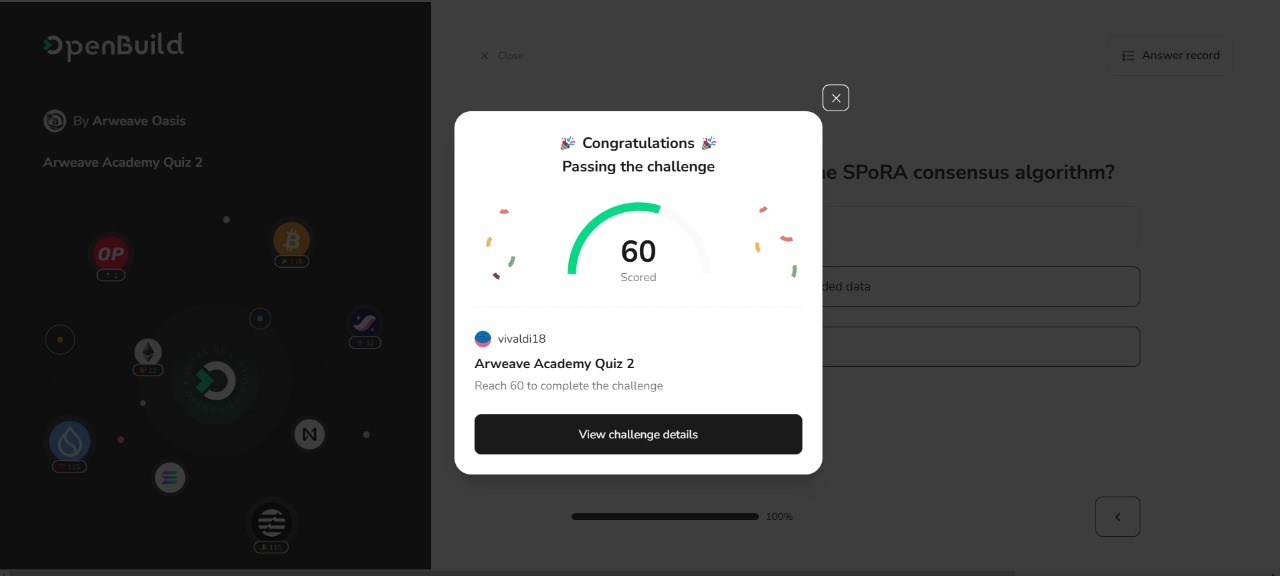 OpenBuild
Close
Answer record
By Arweave Oasis
Arweave Academy Quiz 2
e SPoRA consensus algorithm?
ded data
Congratulations
Passing the challenge
60
Scored
vivaldi18
Arweave Academy Quiz 2
Reach 60 to complete the challenge
View challenge details
100%
OP